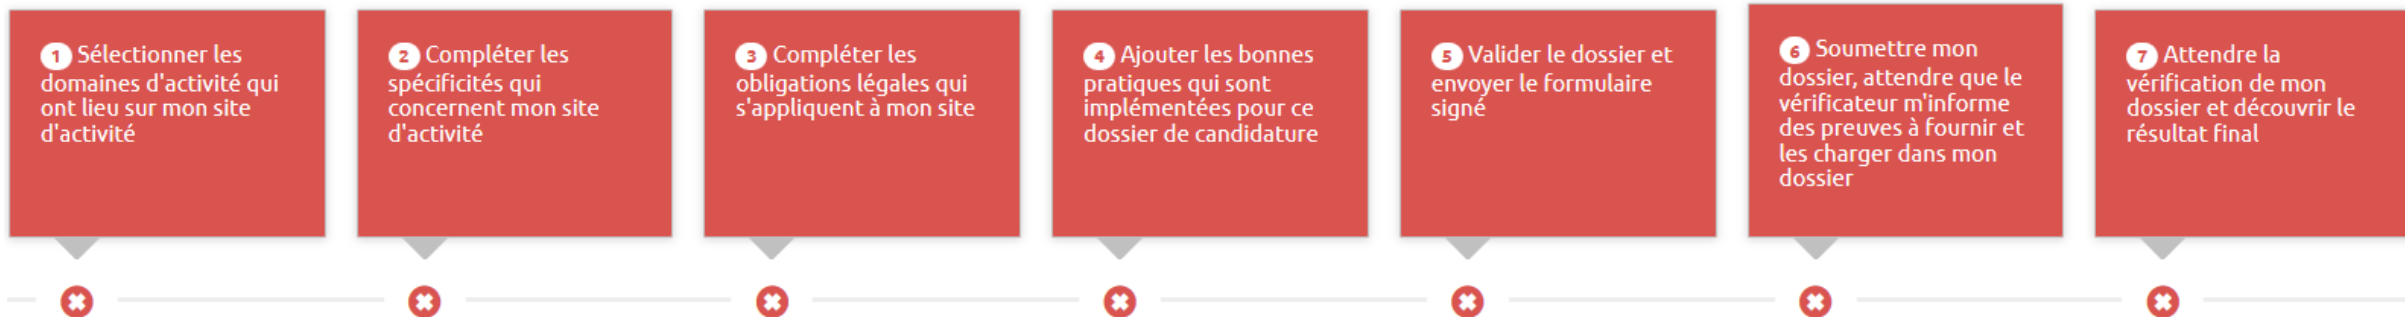 1 Sélectionner les
domaines d'activité qui
ont lieu sur mon site
d'activité
2 Compléter les
spécificités qui
concernent mon site
d'activité
3 Compléter les
obligations légales qui
s'appliquent à mon site
4 Ajouter les bonnes
pratiques qui sont
implémentées pour ce
dossier de candidature
5 Valider le dossier et
envoyer le formulaire
signé
6 Soumettre mon
dossier, attendre que le
vérificateur m'informe
des preuves à fournir et
les charger dans mon
dossier
7 Attendre la
vérification de mon
dossier et découvrir le
résultat final